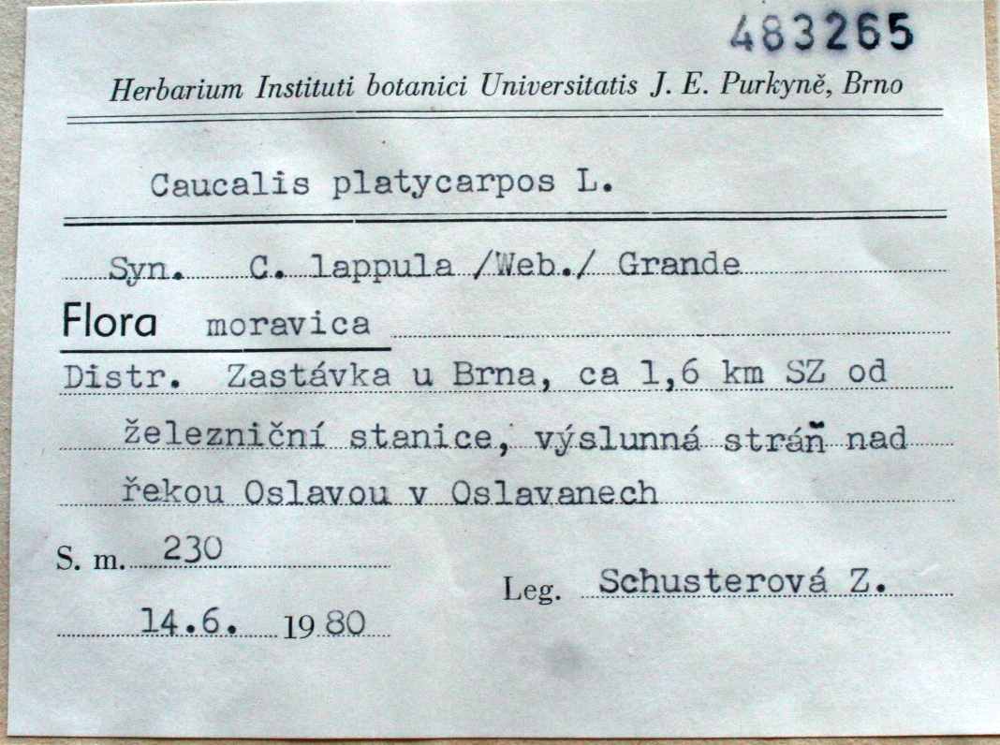 483265
Herbarium Instituti botanici Universitatis J. E. Purkyně, Brno
Caucalis platycarpos L.
Syn. C. lappula /Web./ Grande
Flora moravica
Distr. Zastávka u Brna, ca 1,6 km SZ od
železniční stanice, výslunná stráň nad
řekou Oslavou v Oslavanech
S. m. 230
Leg. Schusterová Z.
14.6. 1980